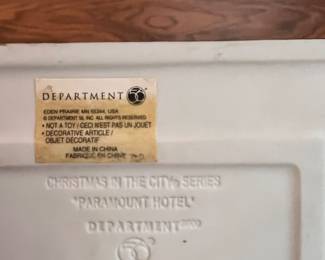 DEPARTMENT 56
EDEN PRAIRIE MN 55344, USA
© DEPARTMENT 56, INC. ALL RIGHTS RESERVED.
• NOT A TOY / CECI N'EST PAS UN JOUET
• DECORATIVE ARTICLE /
OBJET DÉCORATIF
MADE IN CHINA
FABRIQUÉ EN CHINE
CHRISTMAS IN THE CITY® SERIES
"PARAMOUNT HOTEL"
DEPARTMENT
56